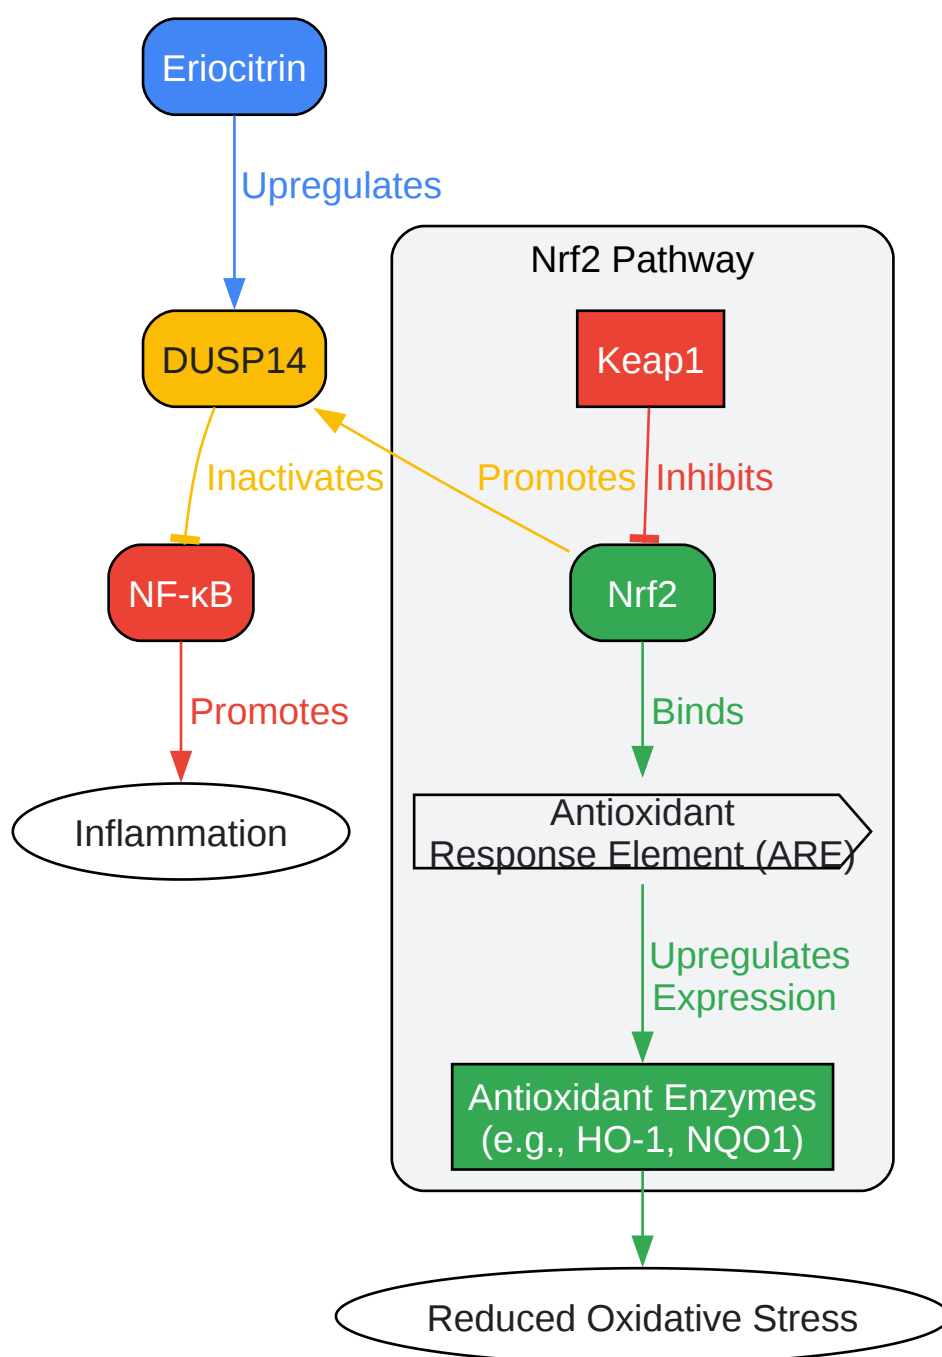 Eriocitrin
Upregulates
Nrf2 Pathway
DUSP14
Keap1
Inactivates
Promotes
Inhibits
NF-κB
Nrf2
Promotes
Binds
Inflammation
Antioxidant
Response Element (ARE)
Upregulates
Expression
Antioxidant Enzymes
(e.g., HO-1, NQO1)
Reduced Oxidative Stress